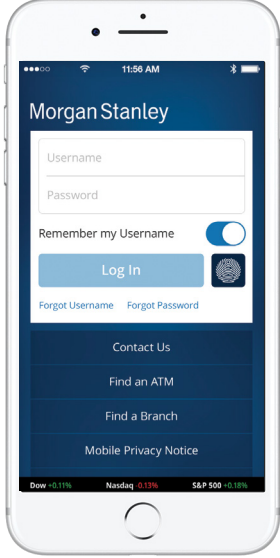 11:56 AM
Morgan Stanley
Username
Password
Remember my Username
Log In
Forgot Username Forgot Password
Contact Us
Find an ATM
Find a Branch
Mobile Privacy Notice
Dow +0.11% Nasdaq -0.13% S&P 500 +0.18%